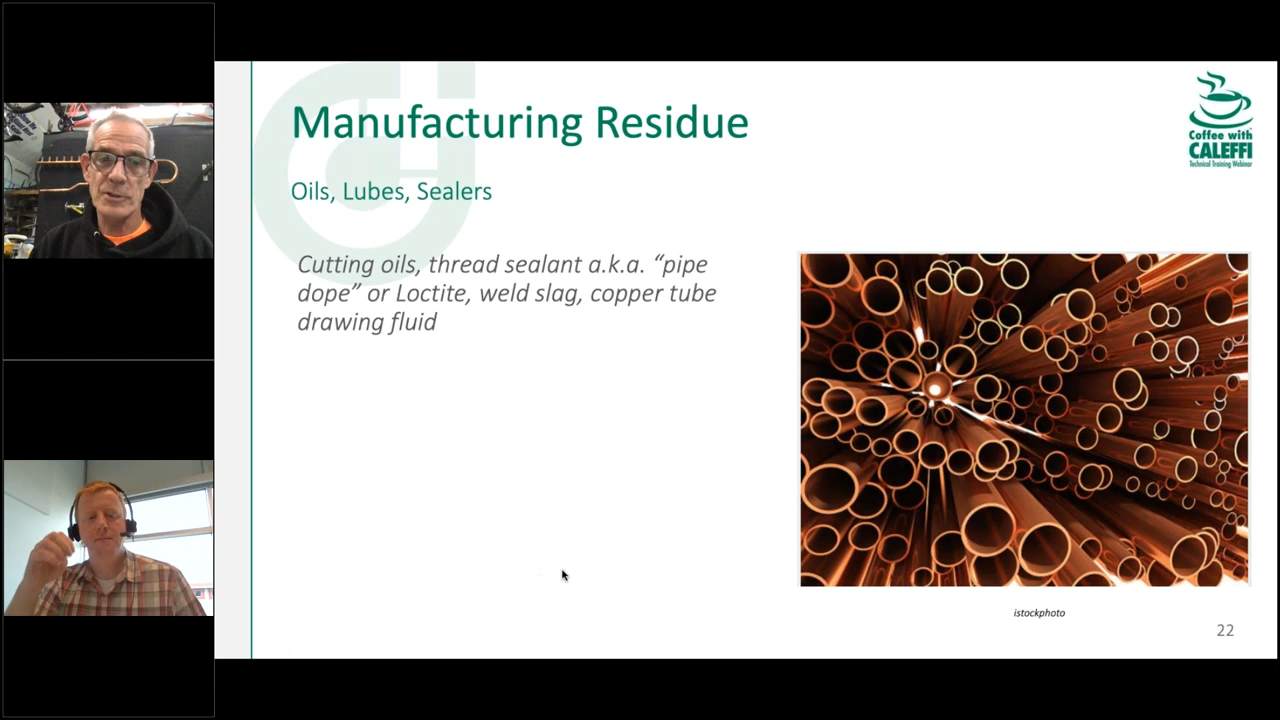 Manufacturing Residue
Oils, Lubes, Sealers
Cutting oils, thread sealant a.k.a. “pipe
dope” or Loctite, weld slag, copper tube
drawing fluid
Coffee with
CALEFFI
Technical Training Webinar
istockphoto
22